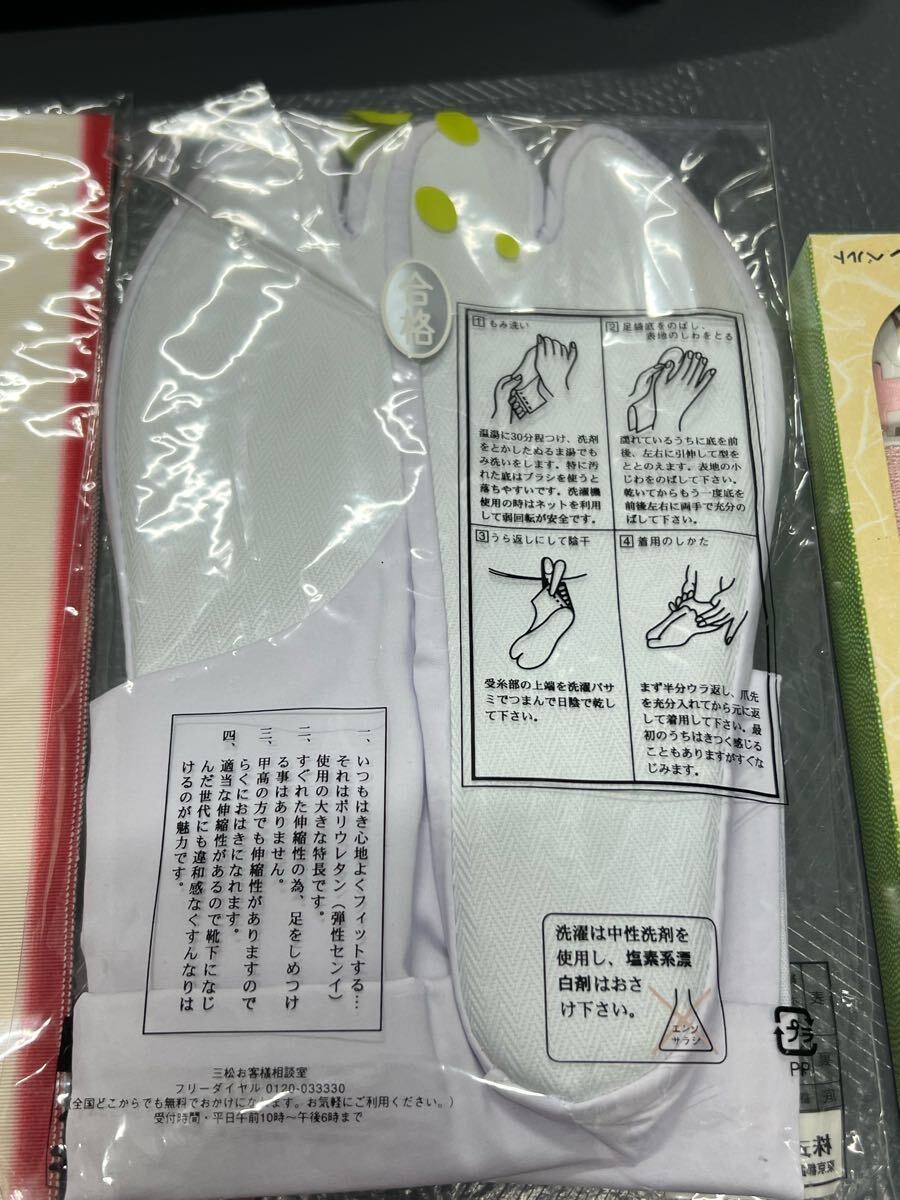 合格
1 もみ洗い
温湯に30分程つけ、洗剤
をとかしたぬるま湯でも
み洗いをします。特に汚
れた底はブラシを使うと
落ちやすいです。洗濯機
使用の時はネットを利用
して弱回転が安全です。
2 足袋底をのばし、
表地のしわをとる
濡れているうちに底を前
後、左右に引伸して型を
ととのえます。表地の小
じわをのばして下さい。
乾いてからもう一度底を
前後左右に両手で充分の
ばして下さい。
3 うら返しにして陰干
受糸部の上端を洗濯バサ
ミでつまんで日陰で乾し
て下さい。
4 着用のしかた
まず半分ウラ返し、爪先
を充分入れてから元に返
して着用して下さい。最
初のうちはきつく感じる
こともありますがすぐな
じみます。
一、いつもはき心地よくフィットする…
それはポリウレタン（弾性センイ）
使用の大きな特長です。
二、すぐれた伸縮性の為、足をしめつけ
る事はありません。
三、甲高の方でも伸縮性がありますので
らくにおはきになれます。
四、適当な伸縮性があるので靴下になじ
んだ世代にも違和感なくすんなりは
けるのが魅力です。
洗濯は中性洗剤を
使用し、塩素系漂
白剤はおさ
け下さい。
エンソ
サラシ
三松お客様相談室
フリーダイヤル 0120-033330
(全国どこからでも無料でおかけになれます。お気軽にご利用ください。)
受付時間・平日午前10時～午後6時まで
プラ
PP
株
東京都
ベルト